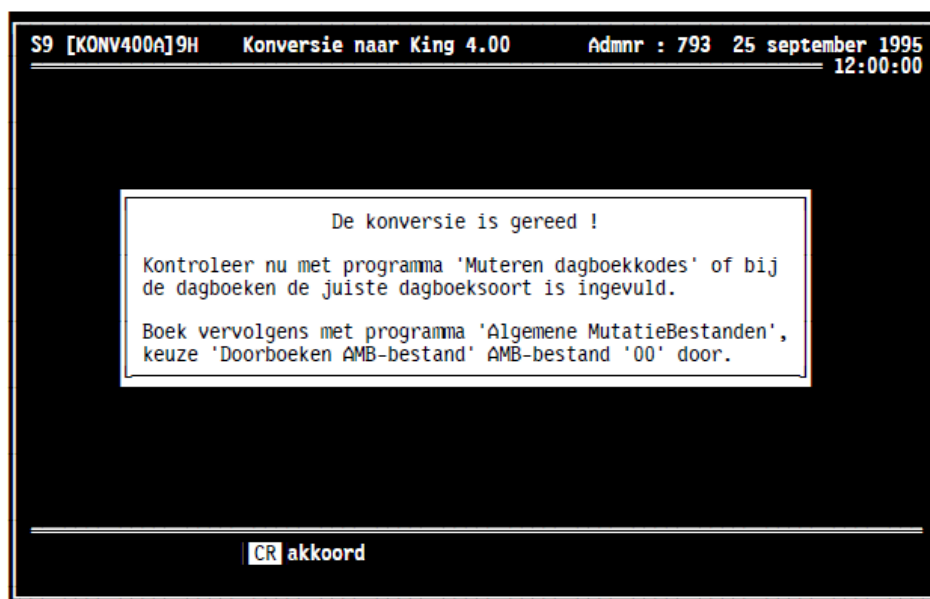 S9 [KONV400A]9H Konversie naar King 4.00 Admnr : 793 25 september 1995
12:00:00
De konversie is gereed !
Kontroleer nu met programma 'Muteren dagboekkodes' of bij
de dagboeken de juiste dagboeksoort is ingevuld.
Boek vervolgens met programma 'Algemene MutatieBestanden',
keuze 'Doorboeken AMB-bestand' AMB-bestand '00' door.
CR akkoord